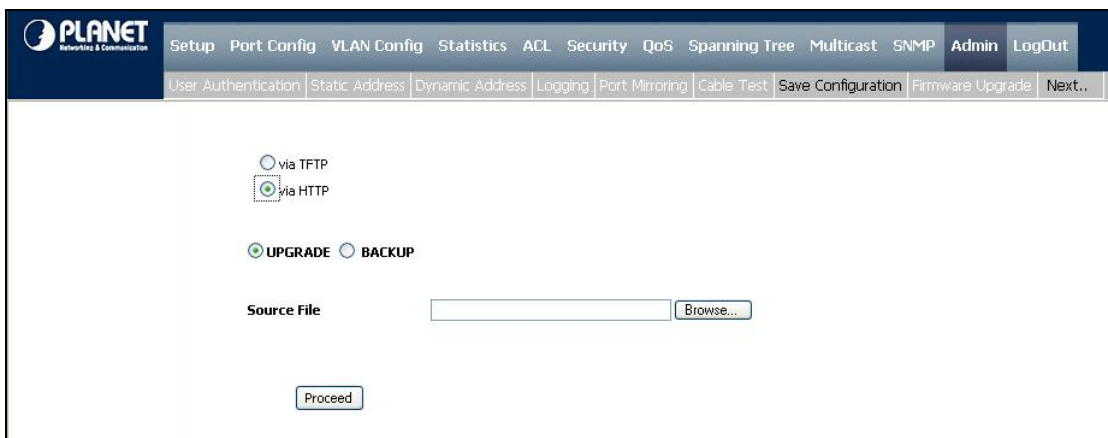 PLANET
Networking & Communication
Setup Port Config VLAN Config Statistics ACL Security QoS Spanning Tree Multicast SNMP Admin LogOut
User Authentication Static Address Dynamic Address Logging Port Mirroring Cable Test Save Configuration Firmware Upgrade Next..
via TFTP
via HTTP
UPGRADE BACKUP
Source File Browse...
Proceed